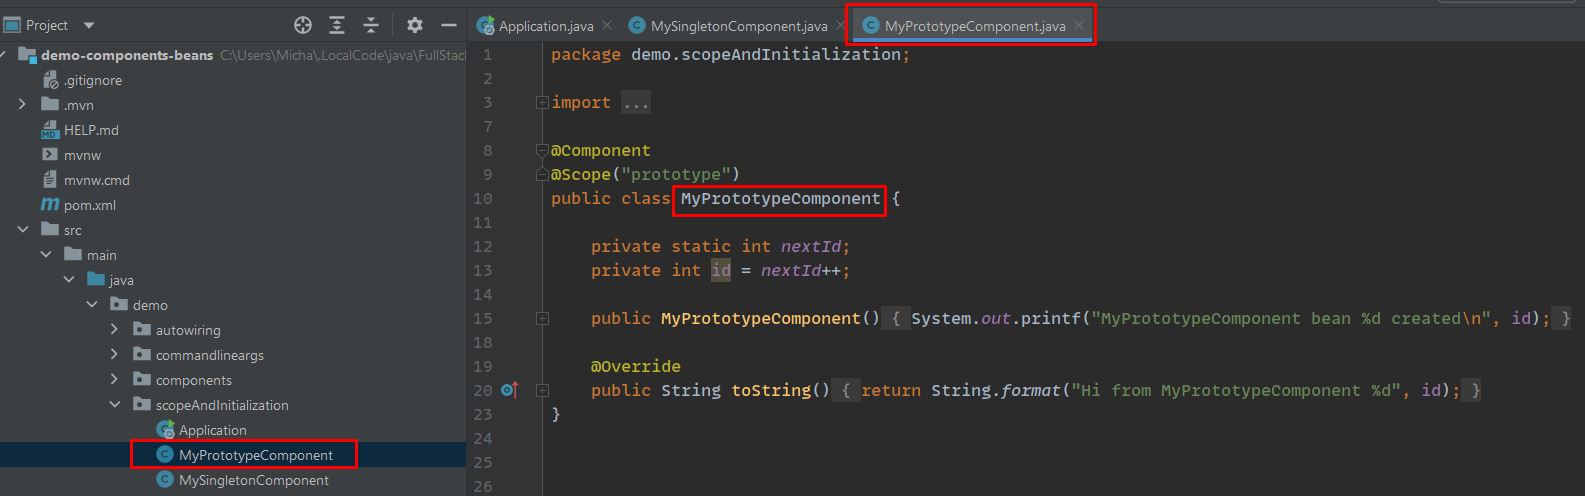 Project
demo-components-beans C:\Users\Micha\.LocalCode\java\FullStac
.gitignore
.mvn
HELP.md
mvnw
mvnw.cmd
pom.xml
src
main
java
demo
autowiring
commandlineargs
components
scopeAndInitialization
Application
MyPrototypeComponent
MySingletonComponent
Application.java MySingletonComponent.java MyPrototypeComponent.java
1 package demo.scopeAndInitialization;
2
3 import ...
7
8 @Component
9 @Scope("prototype")
10 public class MyPrototypeComponent {
11
12 private static int nextId;
13 private int id = nextId++;
14
15 public MyPrototypeComponent() { System.out.printf("MyPrototypeComponent bean %d created\n", id); }
18
19 @Override
20 public String toString() { return String.format("Hi from MyPrototypeComponent %d", id); }
23 }
24
25
26